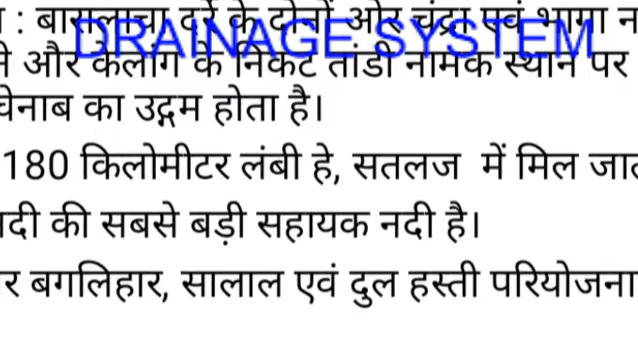 : बारालाचा दर्रे के दोनों ओर चंद्रा एवं भागा न
DRAINAGE SYSTEM
और केलांग के निकट तांडी नामक स्थान पर
चेनाब का उद्गम होता है।
180 किलोमीटर लंबी हे, सतलज में मिल जा
दी की सबसे बड़ी सहायक नदी है।
र बगलिहार, सालाल एवं दुल हस्ती परियोजना